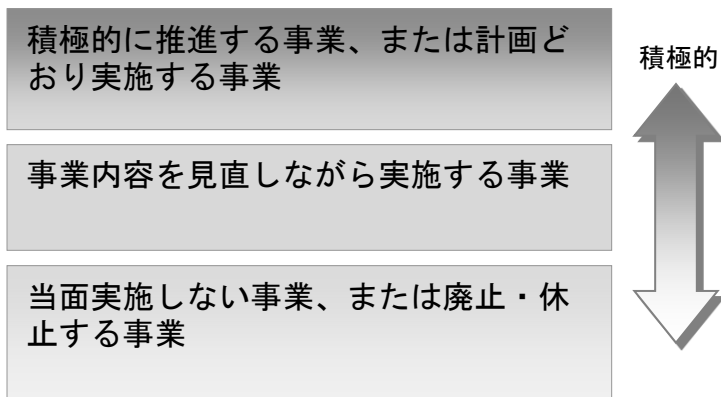 積極的に推進する事業、または計画ど
おり実施する事業
積極的
事業内容を見直しながら実施する事業
当面実施しない事業、または廃止・休
止する事業